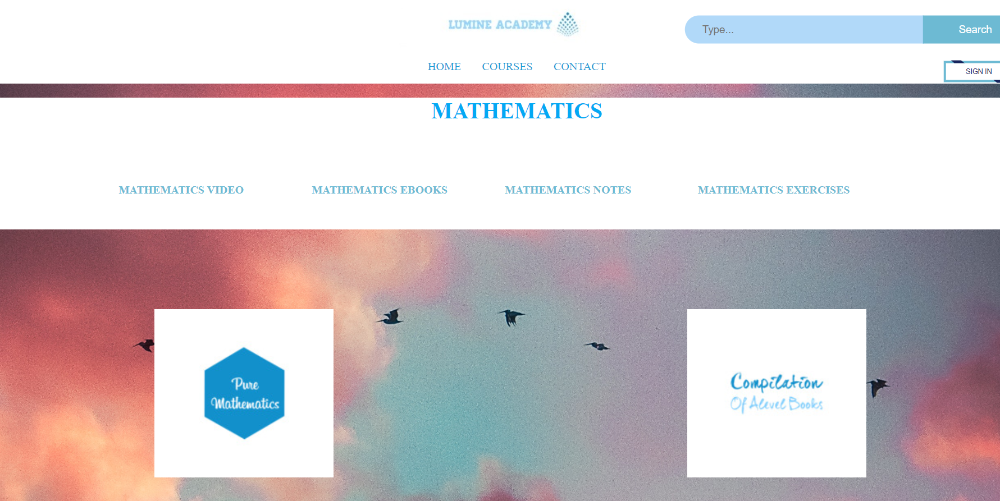 LUMINE ACADEMY
Type...
Search
HOME COURSES CONTACT
SIGN IN
MATHEMATICS
MATHEMATICS VIDEO MATHEMATICS EBOOKS MATHEMATICS NOTES MATHEMATICS EXERCISES
Pure
Mathematics
Compilation
Of Alevel Books